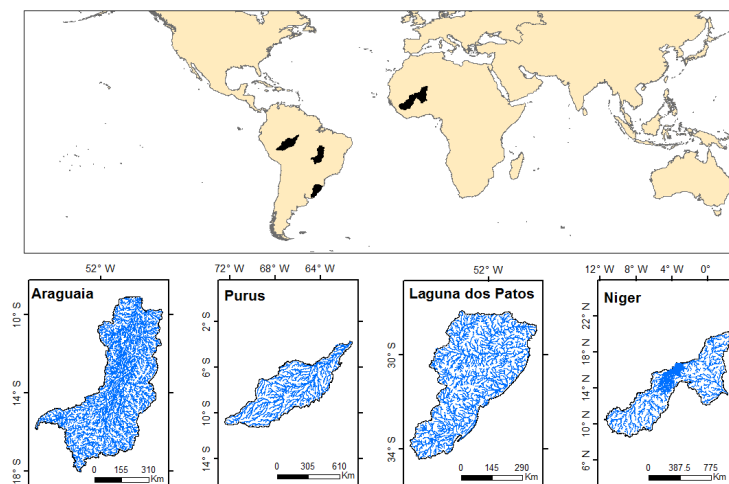 52° W
72° W 68° W 64° W
52° W
12° W 8° W 4° W 0°
Araguaia
10° S
14° S
18° S
0 155 310
Km
Purus
2° S
6° S
10° S
14° S
0 305 610
Km
Laguna dos Patos
30° S
34° S
0 145 290
Km
Niger
22° N
18° N
14° N
10° N
6° N
0 387.5 775
Km